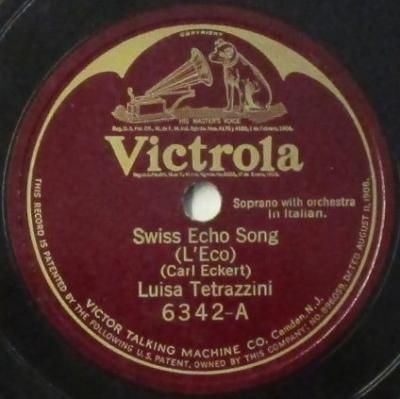 COPYRIGHT
HIS MASTER'S VOICE
Victrola
Soprano with orchestra
In Italian.
Swiss Echo Song
(L'Eco)
(Carl Eckert)
Luisa Tetrazzini
6342-A
VICTOR TALKING MACHINE CO. Camden, N.J.
THIS RECORD IS PATENTED BY THE FOLLOWING U.S. PATENT, OWNED BY THIS COMPANY: NO. 896059, DATED AUGUST 11, 1908.